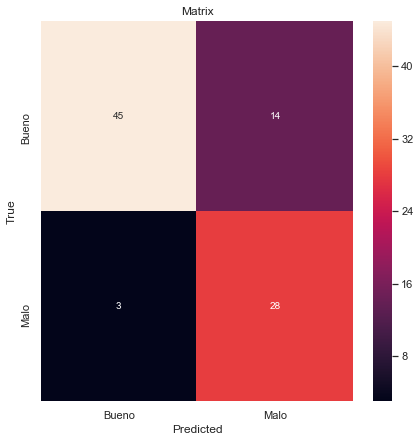 Matrix
Bueno
45
14
Malo
3
28
True
Bueno
Malo
Predicted
40
32
24
16
8